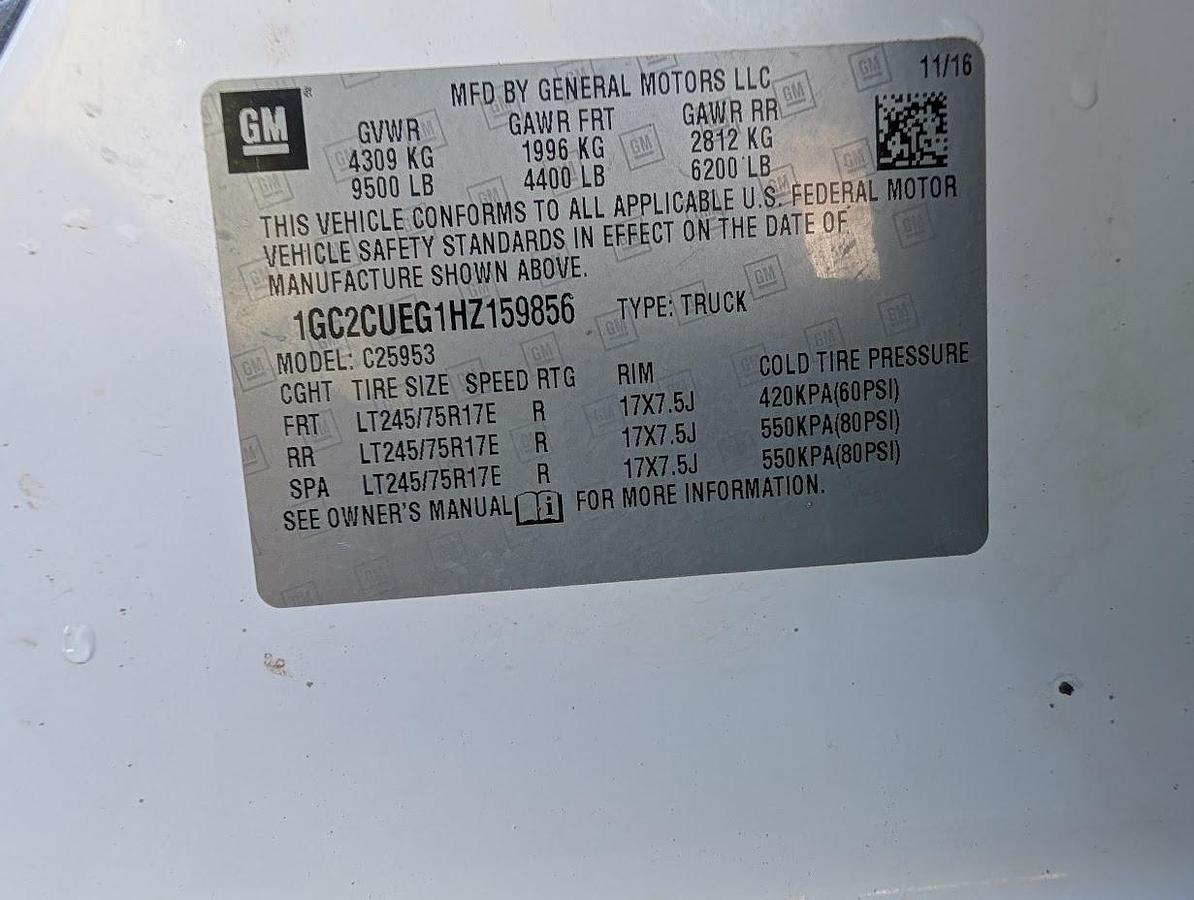 GM
MFD BY GENERAL MOTORS LLC 11/16
GVWR GAWR FRT GAWR RR
4309 KG 1996 KG 2812 KG
9500 LB 4400 LB 6200 LB
THIS VEHICLE CONFORMS TO ALL APPLICABLE U.S. FEDERAL MOTOR
VEHICLE SAFETY STANDARDS IN EFFECT ON THE DATE OF
MANUFACTURE SHOWN ABOVE.
1GC2CUEG1HZ159856 TYPE: TRUCK
MODEL: C25953
CGHT TIRE SIZE SPEED RTG RIM COLD TIRE PRESSURE
FRT LT245/75R17E R 17X7.5J 420KPA(60PSI)
RR LT245/75R17E R 17X7.5J 550KPA(80PSI)
SPA LT245/75R17E R 17X7.5J 550KPA(80PSI)
SEE OWNER'S MANUAL i FOR MORE INFORMATION.